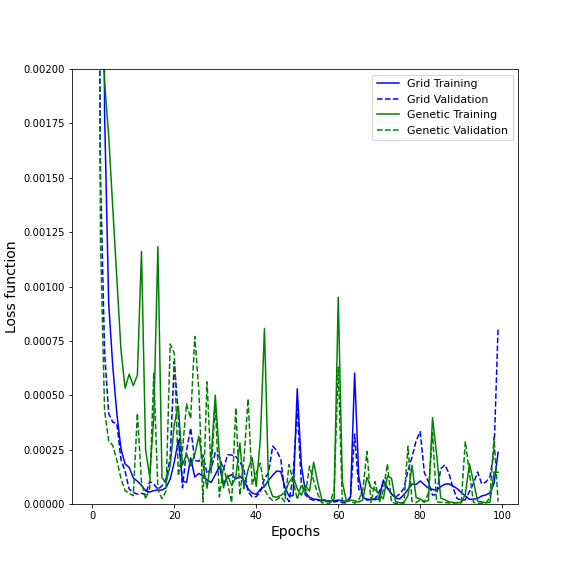 0.00200
0.00175
0.00150
0.00125
0.00100
0.00075
0.00050
0.00025
0.00000
Loss function
0 20 40 60 80 100
Epochs
Grid Training
Grid Validation
Genetic Training
Genetic Validation